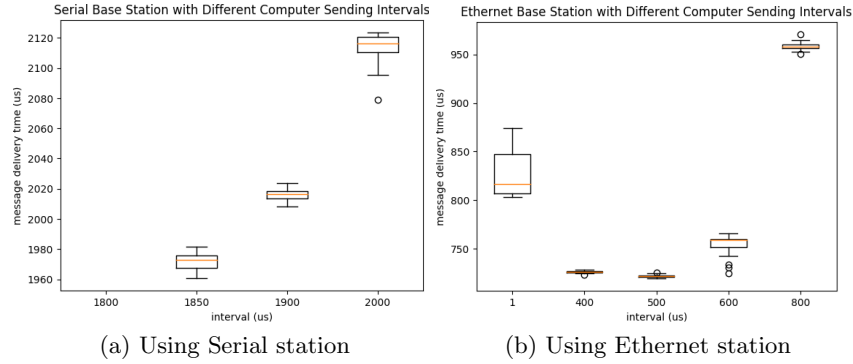 Serial Base Station with Different Computer Sending Intervals
message delivery time (us)
2120
2100
2080
2060
2040
2020
2000
1980
1960
1800
1850
1900
2000
interval (us)
(a) Using Serial station
Ethernet Base Station with Different Computer Sending Intervals
message delivery time (us)
950
900
850
800
750
1
400
500
600
800
interval (us)
(b) Using Ethernet station